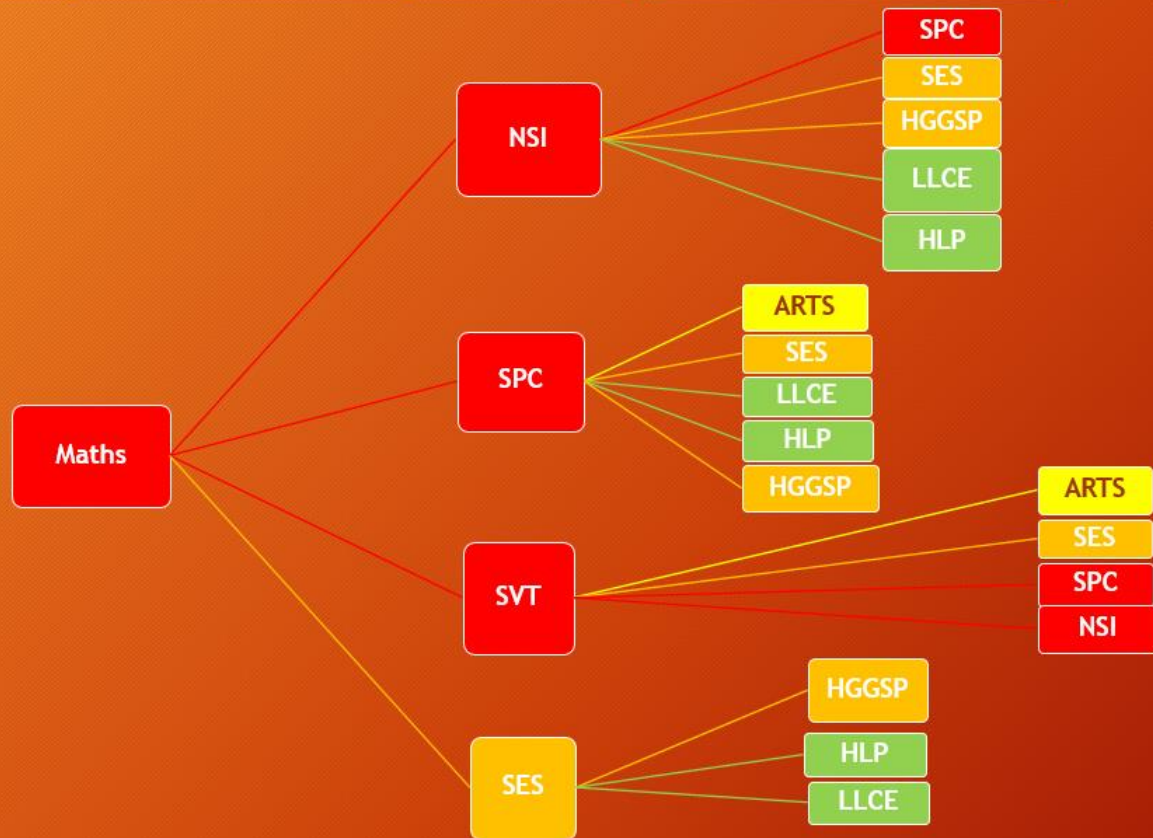 Maths
NSI
SPC
SES
HGGSP
LLCE
HLP
SPC
ARTS
SES
LLCE
HLP
HGGSP
SVT
ARTS
SES
SPC
NSI
SES
HGGSP
HLP
LLCE